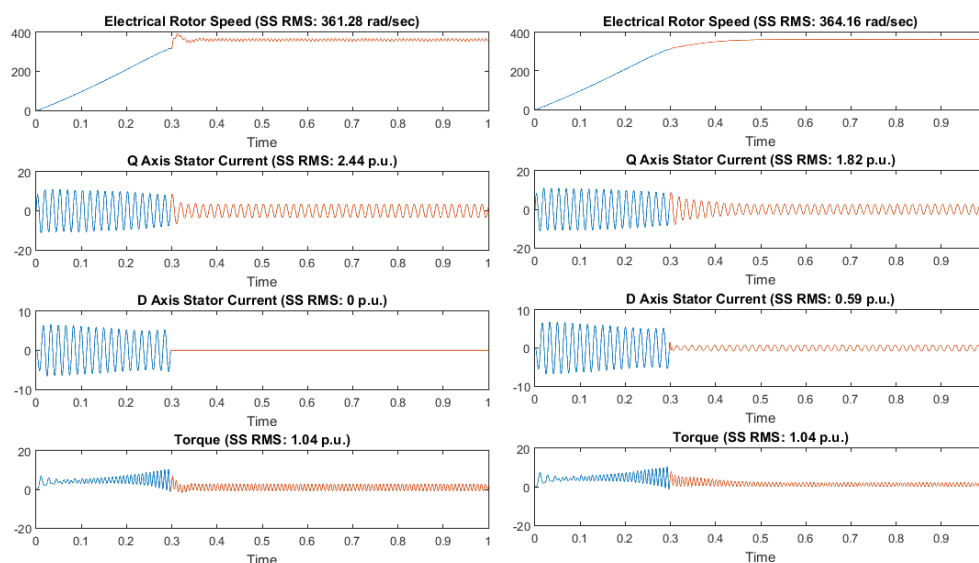 Electrical Rotor Speed (SS RMS: 361.28 rad/sec)
400
200
0
0 0.1 0.2 0.3 0.4 0.5 0.6 0.7 0.8 0.9 1
Time
Q Axis Stator Current (SS RMS: 2.44 p.u.)
20
0
-20
0 0.1 0.2 0.3 0.4 0.5 0.6 0.7 0.8 0.9 1
Time
D Axis Stator Current (SS RMS: 0 p.u.)
10
0
-10
0 0.1 0.2 0.3 0.4 0.5 0.6 0.7 0.8 0.9 1
Time
Torque (SS RMS: 1.04 p.u.)
20
0
-20
0 0.1 0.2 0.3 0.4 0.5 0.6 0.7 0.8 0.9 1
Time
Electrical Rotor Speed (SS RMS: 364.16 rad/sec)
400
200
0
0 0.1 0.2 0.3 0.4 0.5 0.6 0.7 0.8 0.9
Time
Q Axis Stator Current (SS RMS: 1.82 p.u.)
20
0
-20
0 0.1 0.2 0.3 0.4 0.5 0.6 0.7 0.8 0.9
Time
D Axis Stator Current (SS RMS: 0.59 p.u.)
10
0
-10
0 0.1 0.2 0.3 0.4 0.5 0.6 0.7 0.8 0.9
Time
Torque (SS RMS: 1.04 p.u.)
20
0
-20
0 0.1 0.2 0.3 0.4 0.5 0.6 0.7 0.8 0.9
Time